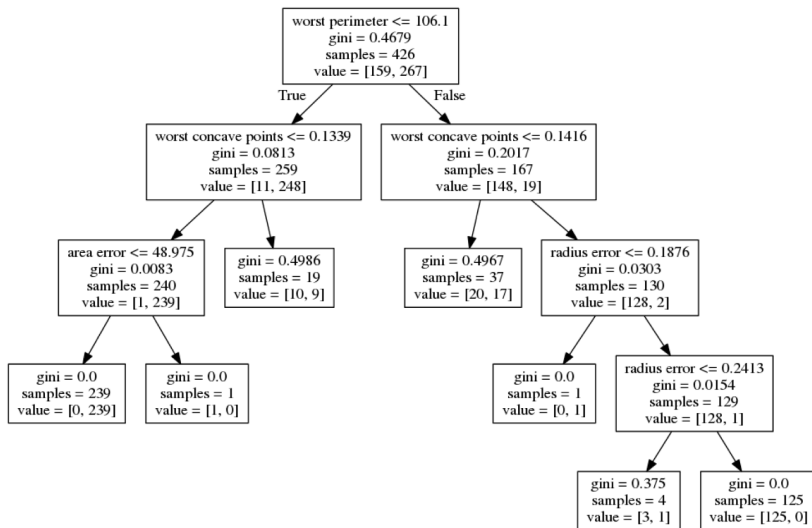 worst perimeter <= 106.1
gini = 0.4679
samples = 426
value = [159, 267]
True
False
worst concave points <= 0.1339
gini = 0.0813
samples = 259
value = [11, 248]
worst concave points <= 0.1416
gini = 0.2017
samples = 167
value = [148, 19]
area error <= 48.975
gini = 0.0083
samples = 240
value = [1, 239]
gini = 0.4986
samples = 19
value = [10, 9]
gini = 0.4967
samples = 37
value = [20, 17]
radius error <= 0.1876
gini = 0.0303
samples = 130
value = [128, 2]
gini = 0.0
samples = 239
value = [0, 239]
gini = 0.0
samples = 1
value = [1, 0]
gini = 0.0
samples = 1
value = [0, 1]
radius error <= 0.2413
gini = 0.0154
samples = 129
value = [128, 1]
gini = 0.375
samples = 4
value = [3, 1]
gini = 0.0
samples = 125
value = [125, 0]